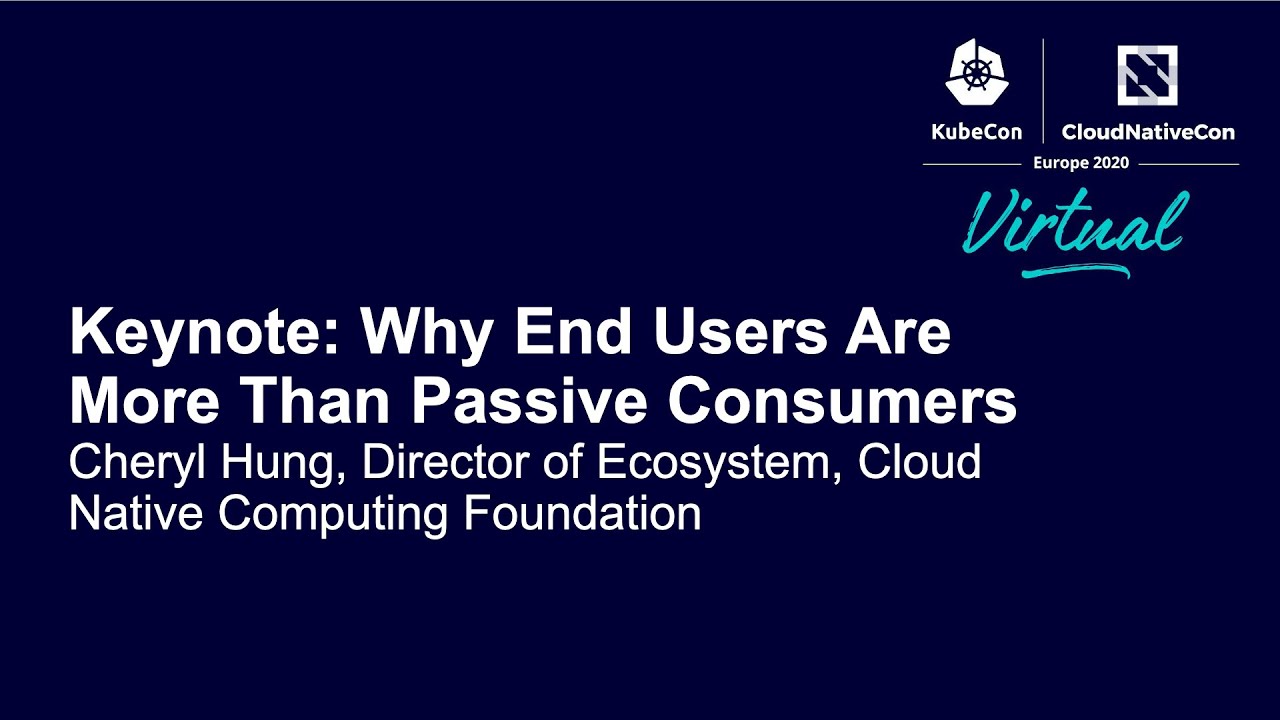 KubeCon
CloudNativeCon
Europe 2020
Virtual
Keynote: Why End Users Are
More Than Passive Consumers
Cheryl Hung, Director of Ecosystem, Cloud
Native Computing Foundation